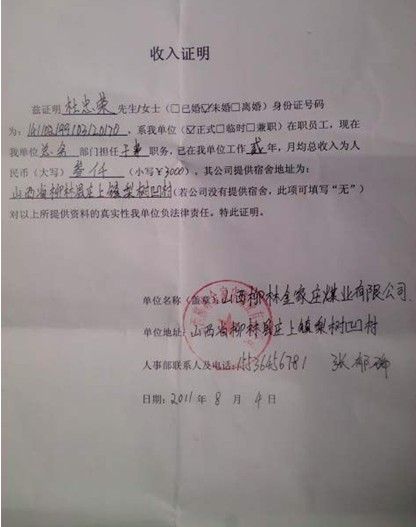 收入证明
兹证明 杜忠荣 先生/女士(□已婚☑未婚□离婚)身份证号码
为: ,系我单位(☑正式□临时□兼职)在职员工,现在
我单位 总务 部门担任 主事 职务,已在我单位工作 贰 年,月均总收入为人
民币(大写) 叁仟 (小写¥3000),其公司提供宿舍地址为:
山西省柳林县庄上镇梨树凹村(若公司没有提供宿舍,此项可填写“无”)
对以上所提供资料的真实性我单位负法律责任。特此证明。
单位名称(盖章):山西柳林金家庄煤业有限公司
单位地址:山西省柳林县庄上镇梨树凹村
人事部联系人及电话:15536456781 张郁
日期:2011 年 8 月 4 日